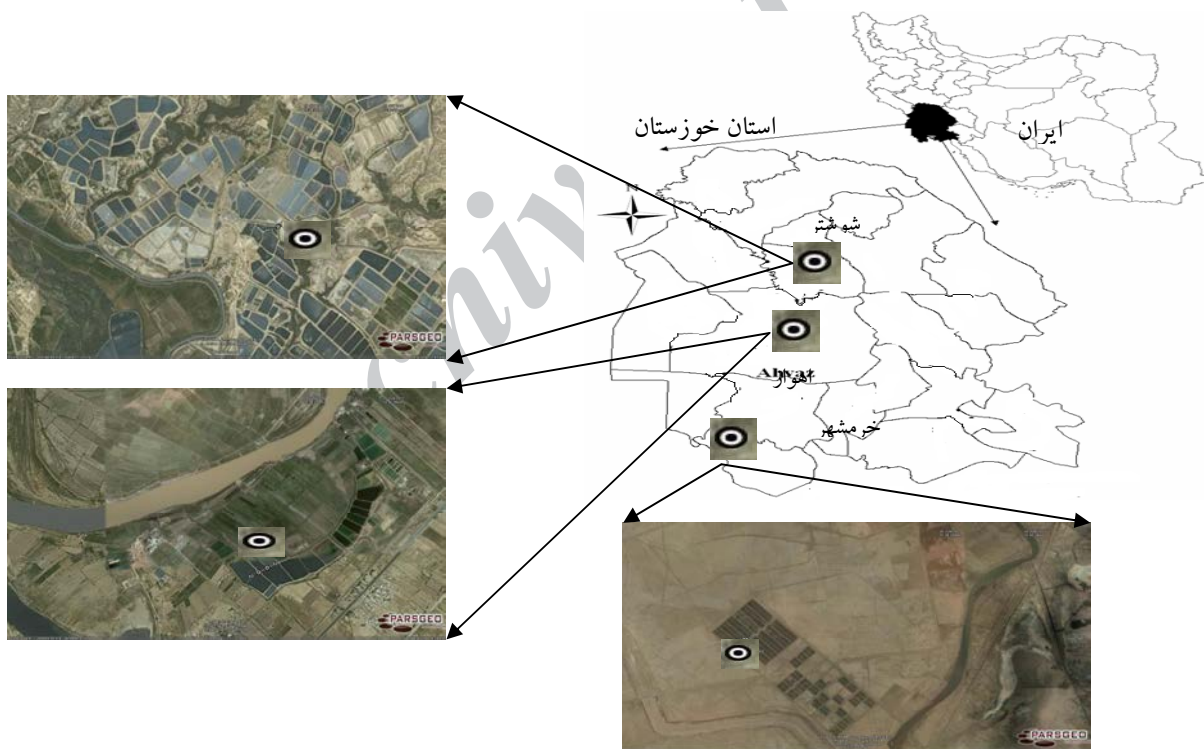 ایران
استان خوزستان
N
شوشتر
Ahvaz
اهواز
خرمشهر
PARSGEO
PARSGEO
PARSGEO